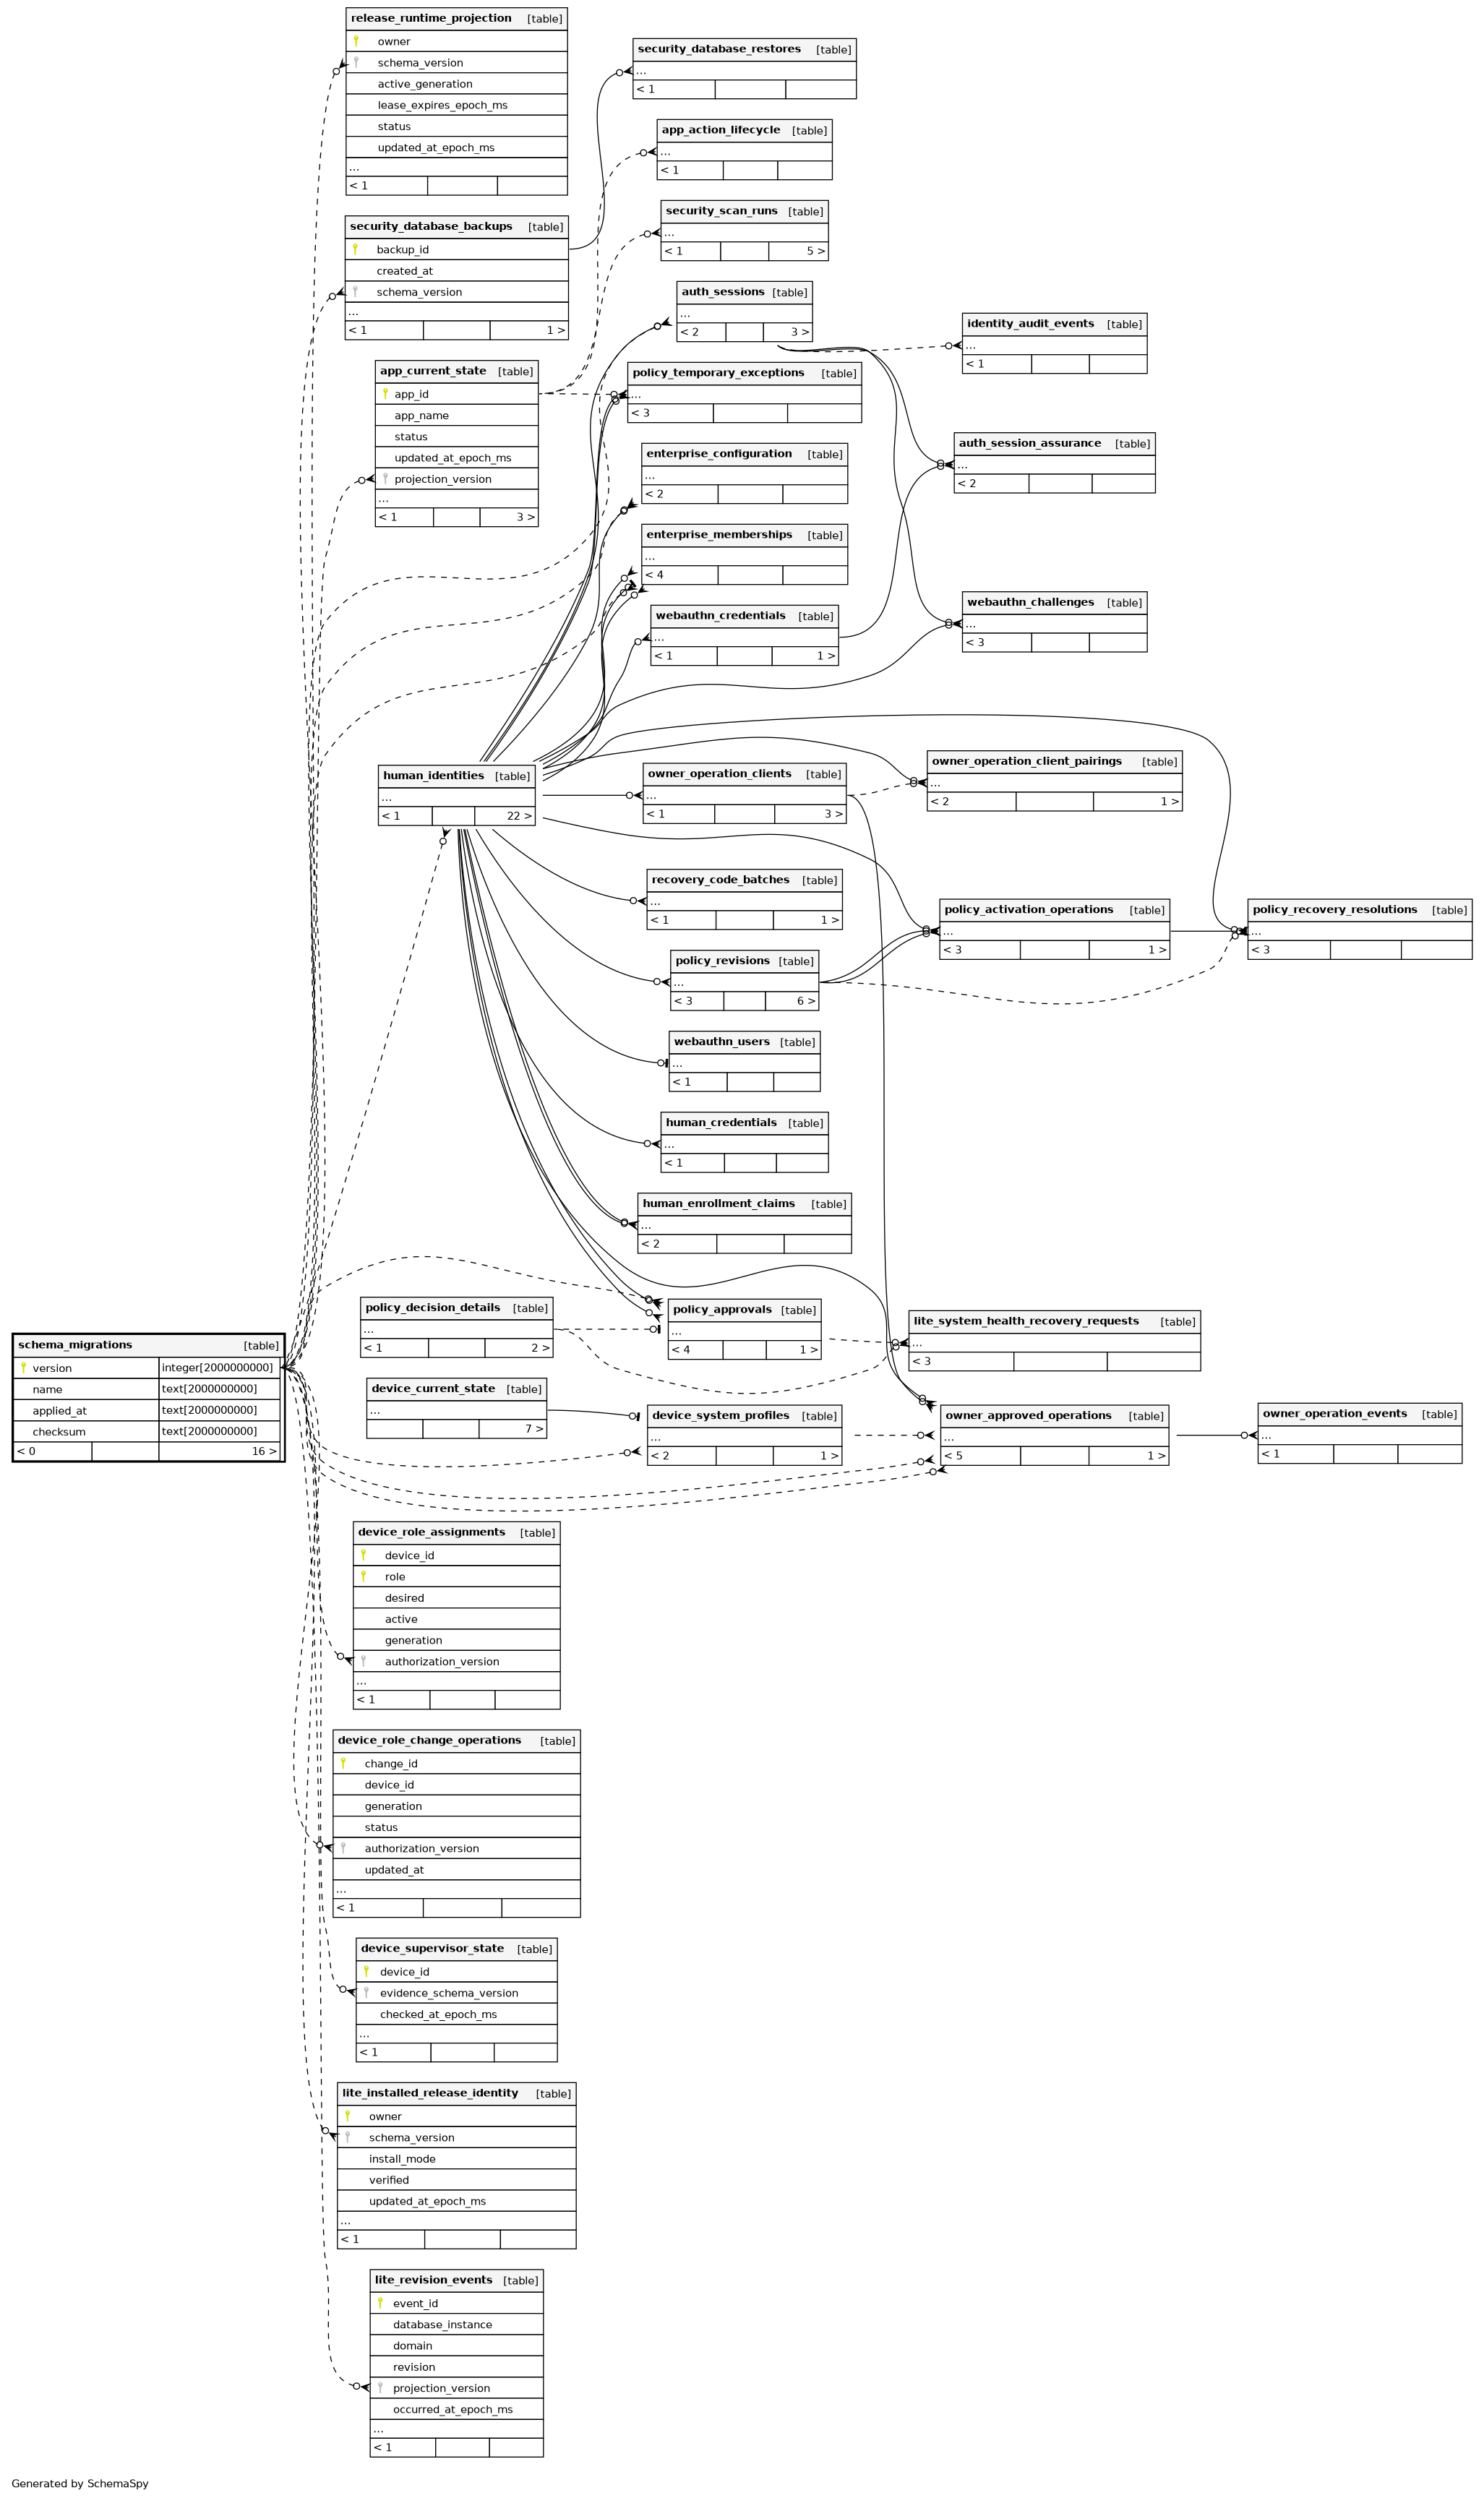 release_runtime_projection [table]
owner
schema_version
active_generation
lease_expires_epoch_ms
status
updated_at_epoch_ms
...
< 1
security_database_restores [table]
...
< 1
app_action_lifecycle [table]
...
< 1
security_scan_runs [table]
...
< 1 5 >
security_database_backups [table]
backup_id
created_at
schema_version
...
< 1 1 >
auth_sessions [table]
...
< 2 3 >
identity_audit_events [table]
...
< 1
app_current_state [table]
app_id
app_name
status
updated_at_epoch_ms
projection_version
...
< 1 3 >
policy_temporary_exceptions [table]
...
< 3
enterprise_configuration [table]
...
< 2
auth_session_assurance [table]
...
< 2
enterprise_memberships [table]
...
< 4
webauthn_credentials [table]
...
< 1 1 >
webauthn_challenges [table]
...
< 3
human_identities [table]
...
< 1 22 >
owner_operation_clients [table]
...
< 1 3 >
owner_operation_client_pairings [table]
...
< 2 1 >
recovery_code_batches [table]
...
< 1 1 >
policy_activation_operations [table]
...
< 3 1 >
policy_recovery_resolutions [table]
...
< 3
policy_revisions [table]
...
< 3 6 >
webauthn_users [table]
...
< 1
human_credentials [table]
...
< 1
human_enrollment_claims [table]
...
< 2
policy_decision_details [table]
...
< 1 2 >
policy_approvals [table]
...
< 4 1 >
lite_system_health_recovery_requests [table]
...
< 3
schema_migrations [table]
version integer[2000000000]
name text[2000000000]
applied_at text[2000000000]
checksum text[2000000000]
< 0 16 >
device_current_state [table]
...
7 >
device_system_profiles [table]
...
< 2 1 >
owner_approved_operations [table]
...
< 5 1 >
owner_operation_events [table]
...
< 1
device_role_assignments [table]
device_id
role
desired
active
generation
authorization_version
...
< 1
device_role_change_operations [table]
change_id
device_id
generation
status
authorization_version
updated_at
...
< 1
device_supervisor_state [table]
device_id
evidence_schema_version
checked_at_epoch_ms
...
< 1
lite_installed_release_identity [table]
owner
schema_version
install_mode
verified
updated_at_epoch_ms
...
< 1
lite_revision_events [table]
event_id
database_instance
domain
revision
projection_version
occurred_at_epoch_ms
...
< 1
Generated by SchemaSpy